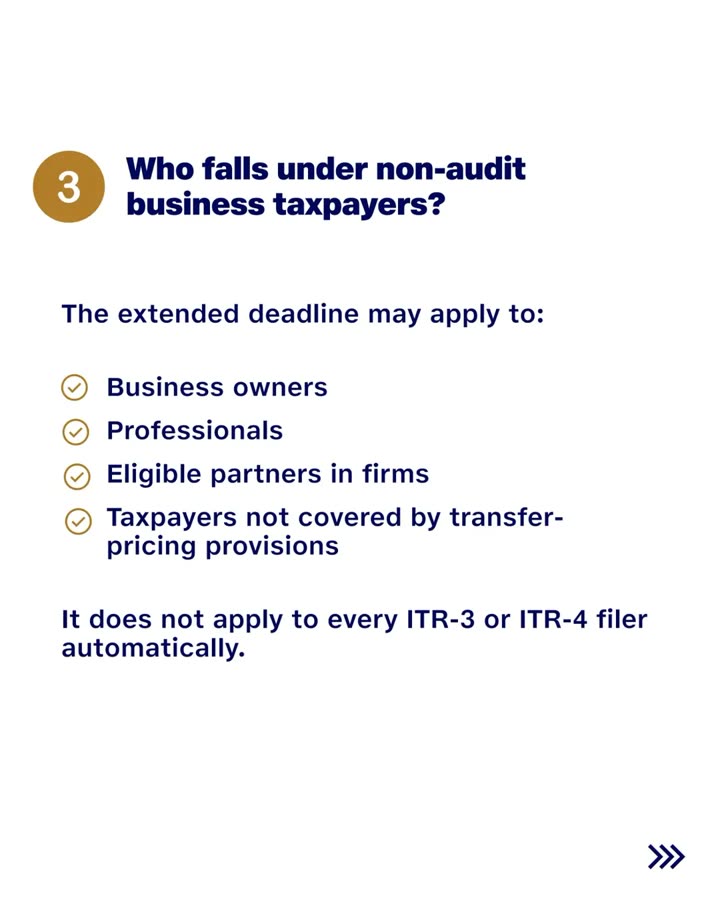 3
Who falls under non-audit
business taxpayers?
The extended deadline may apply to:
Business owners
Professionals
Eligible partners in firms
Taxpayers not covered by transfer-
pricing provisions
It does not apply to every ITR-3 or ITR-4 filer
automatically.